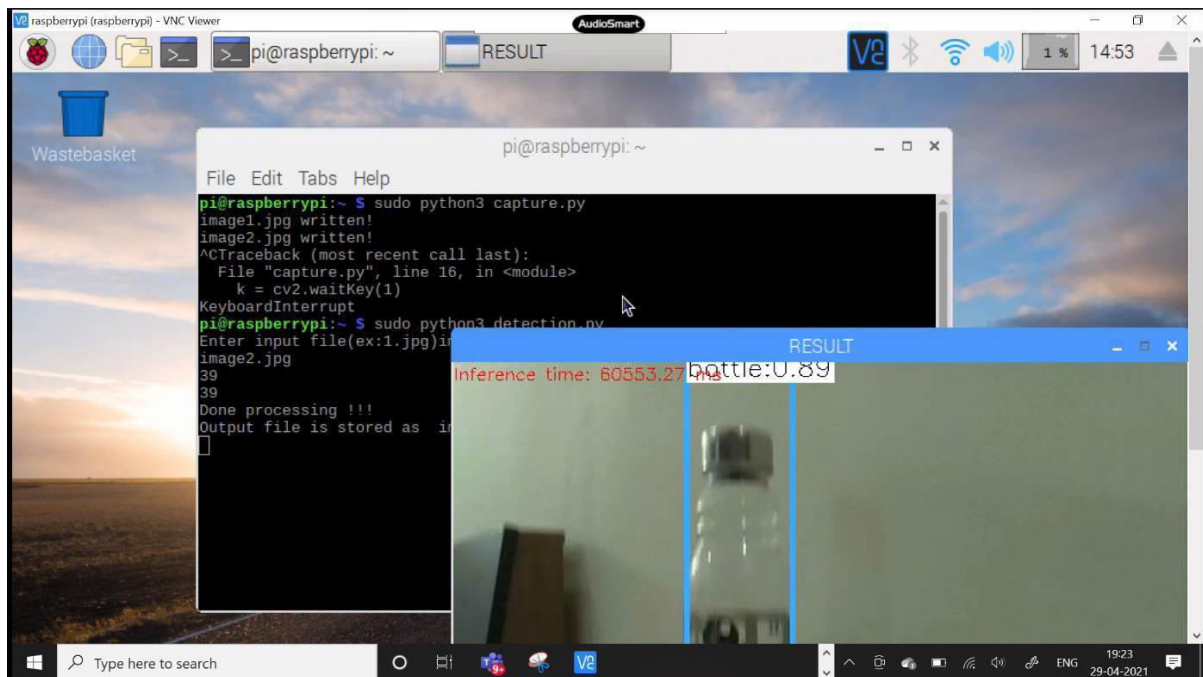 raspberrypi (raspberrypi) - VNC Viewer
AudioSmart
pi@raspberrypi: ~
RESULT
1 %
14:53
Wastebasket
pi@raspberrypi: ~
File Edit Tabs Help
pi@raspberrypi:~ $ sudo python3 capture.py
image1.jpg written!
image2.jpg written!
^CTraceback (most recent call last):
File "capture.py", line 16, in <module>
k = cv2.waitKey(1)
KeyboardInterrupt
pi@raspberrypi:~ $ sudo python3 detection.py
Enter input file(ex:1.jpg)
image2.jpg
39
39
Done processing !!!
Output file is stored as
RESULT
Inference time: 60553.27 ms
bottle:0.89
Type here to search
9+
ENG
19:23
29-04-2021